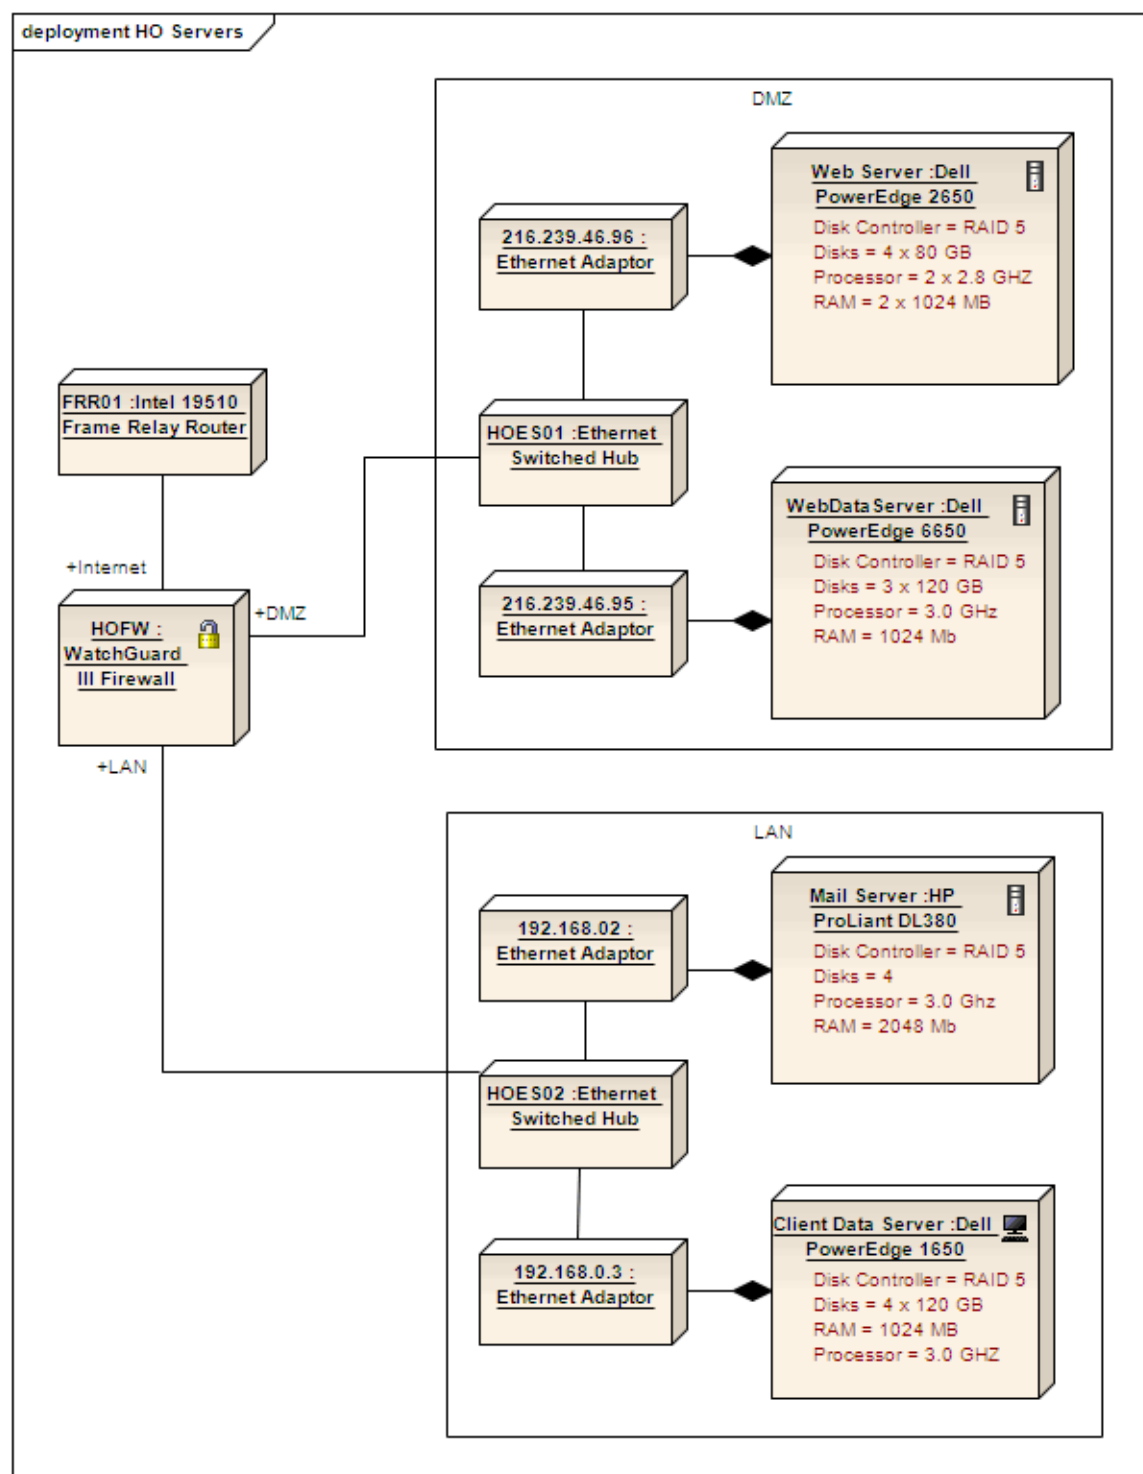 deployment HO Servers
DMZ
Web Server :Dell
PowerEdge 2650
Disk Controller = RAID 5
Disks = 4 x 80 GB
Processor = 2 x 2.8 GHZ
RAM = 2 x 1024 MB
216.239.46.96 :
Ethernet Adaptor
FRR01 :Intel 19510
Frame Relay Router
HOES01 :Ethernet
Switched Hub
WebDataServer :Dell
PowerEdge 6650
Disk Controller = RAID 5
Disks = 3 x 120 GB
Processor = 3.0 GHz
RAM = 1024 Mb
+Internet
216.239.46.95 :
Ethernet Adaptor
+DMZ
HOFW :
WatchGuard
III Firewall
+LAN
LAN
Mail Server :HP
ProLiant DL380
Disk Controller = RAID 5
Disks = 4
Processor = 3.0 Ghz
RAM = 2048 Mb
192.168.02 :
Ethernet Adaptor
HOES02 :Ethernet
Switched Hub
Client Data Server :Dell
PowerEdge 1650
Disk Controller = RAID 5
Disks = 4 x 120 GB
RAM = 1024 MB
Processor = 3.0 GHZ
192.168.0.3 :
Ethernet Adaptor